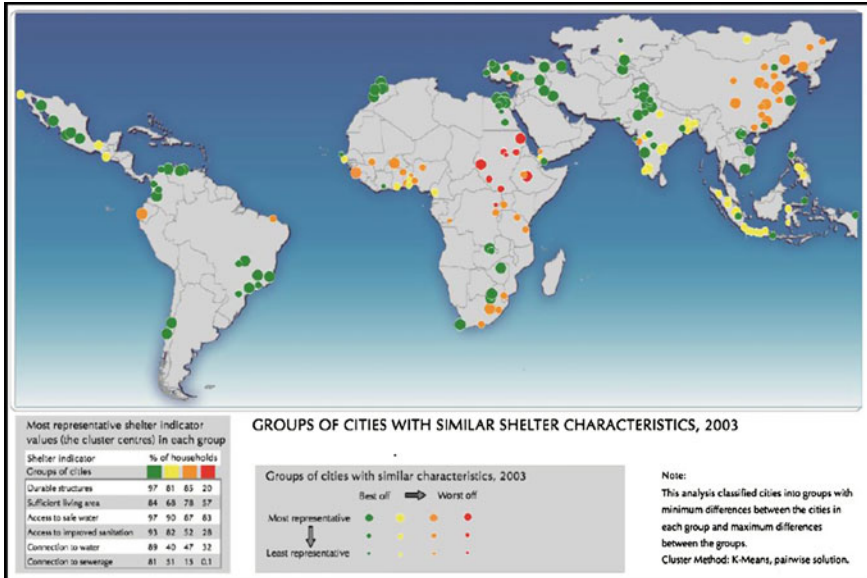 Most representative shelter indicator
values (the cluster centres) in each group
Shelter indicator % of households
Groups of cities
Durable structures 97 81 85 20
Sufficient living area 84 68 78 57
Access to safe water 97 90 87 83
Access to improved sanitation 93 82 52 28
Connection to water 89 40 47 32
Connection to sewerage 81 31 15 0.1
GROUPS OF CITIES WITH SIMILAR SHELTER CHARACTERISTICS, 2003
Groups of cities with similar characteristics, 2003
Best off Worst off
Most representative
Least representative
Note:
This analysis classified cities into groups with
minimum differences between the cities in
each group and maximum differences
between the groups.
Cluster Method: K-Means, pairwise solution.